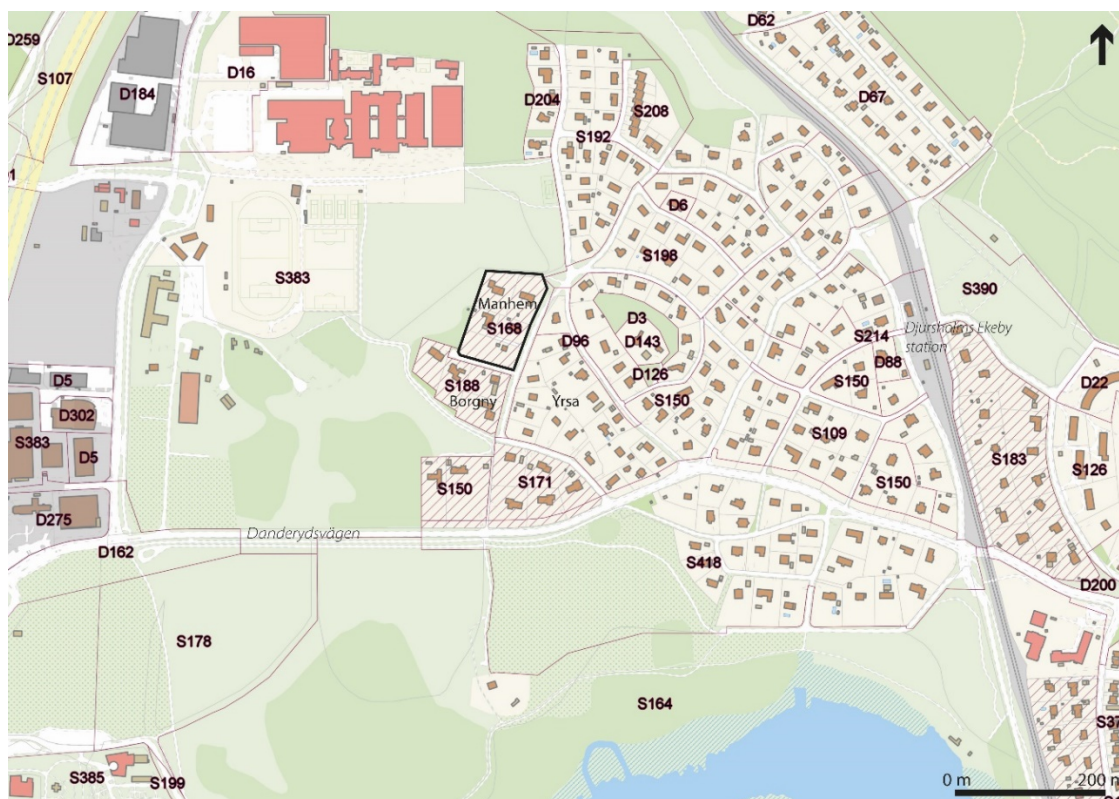 D62
D259
S107
D16
D184
D67
D204
S208
S192
D6
S198
S383
S390
Manhem
S168
D3
D143
D96
S214
Djursholms Ekeby
station
D88
D126
S188
S150
D5
Borgny
Yrsa
S150
D22
D302
S109
S383
D5
S183
S126
S150
S171
S150
D275
Danderydsvägen
D162
S418
D200
S178
S164
S385
S199
0 m